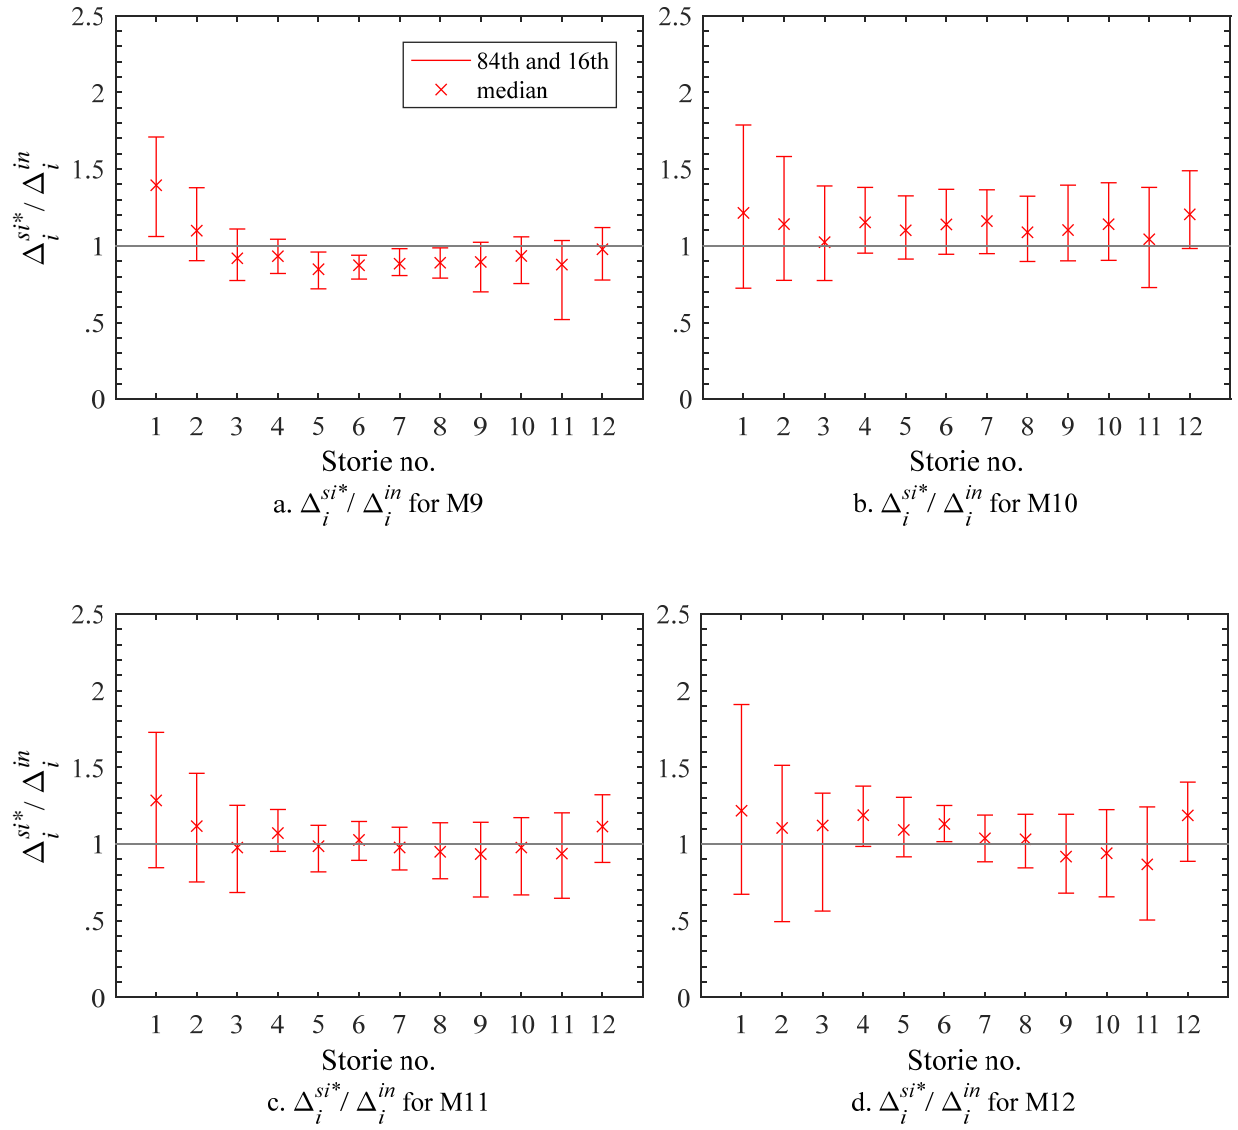 2.5
2
1.5
1
.5
0
Δ_i^{si*} / Δ_i^{in}
84th and 16th
median
1 2 3 4 5 6 7 8 9 10 11 12
Storie no.
a. Δ_i^{si*}/ Δ_i^{in} for M9
2.5
2
1.5
1
.5
0
1 2 3 4 5 6 7 8 9 10 11 12
Storie no.
b. Δ_i^{si*}/ Δ_i^{in} for M10
2.5
2
1.5
1
.5
0
Δ_i^{si*} / Δ_i^{in}
1 2 3 4 5 6 7 8 9 10 11 12
Storie no.
c. Δ_i^{si*}/ Δ_i^{in} for M11
2.5
2
1.5
1
.5
0
1 2 3 4 5 6 7 8 9 10 11 12
Storie no.
d. Δ_i^{si*}/ Δ_i^{in} for M12